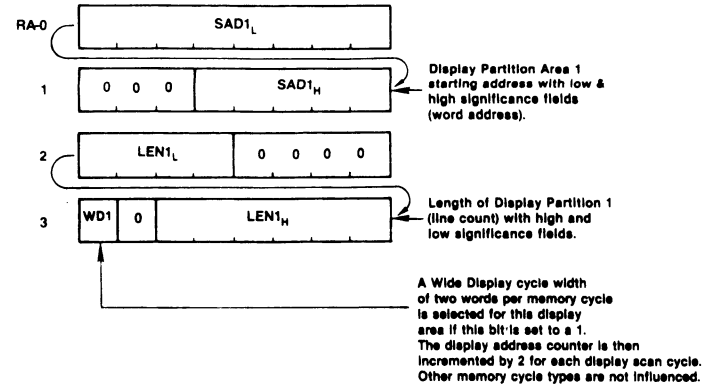 RA-0 SAD1L
1 0 0 0 SAD1H
Display Partition Area 1
starting address with low &
high significance fields
(word address).
2 LEN1L 0 0 0 0
3 WD1 0 LEN1H
Length of Display Partition 1
(line count) with high and
low significance fields.
A Wide Display cycle width
of two words per memory cycle
is selected for this display
area if this bit is set to a 1.
The display address counter is then
incremented by 2 for each display scan cycle.
Other memory cycle types are not influenced.